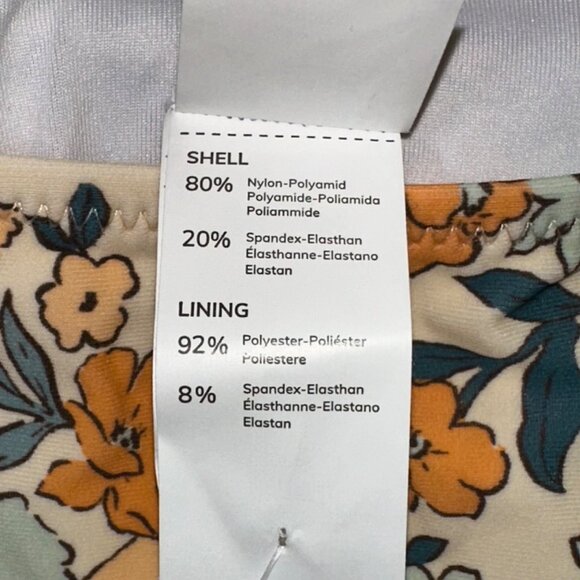 SHELL
80% Nylon-Polyamid
Polyamide-Poliamida
Poliammide
20% Spandex-Elasthan
Élasthanne-Elastano
Elastan
LINING
92% Polyester-Poliéster
Poliestere
8% Spandex-Elasthan
Élasthanne-Elastano
Elastan